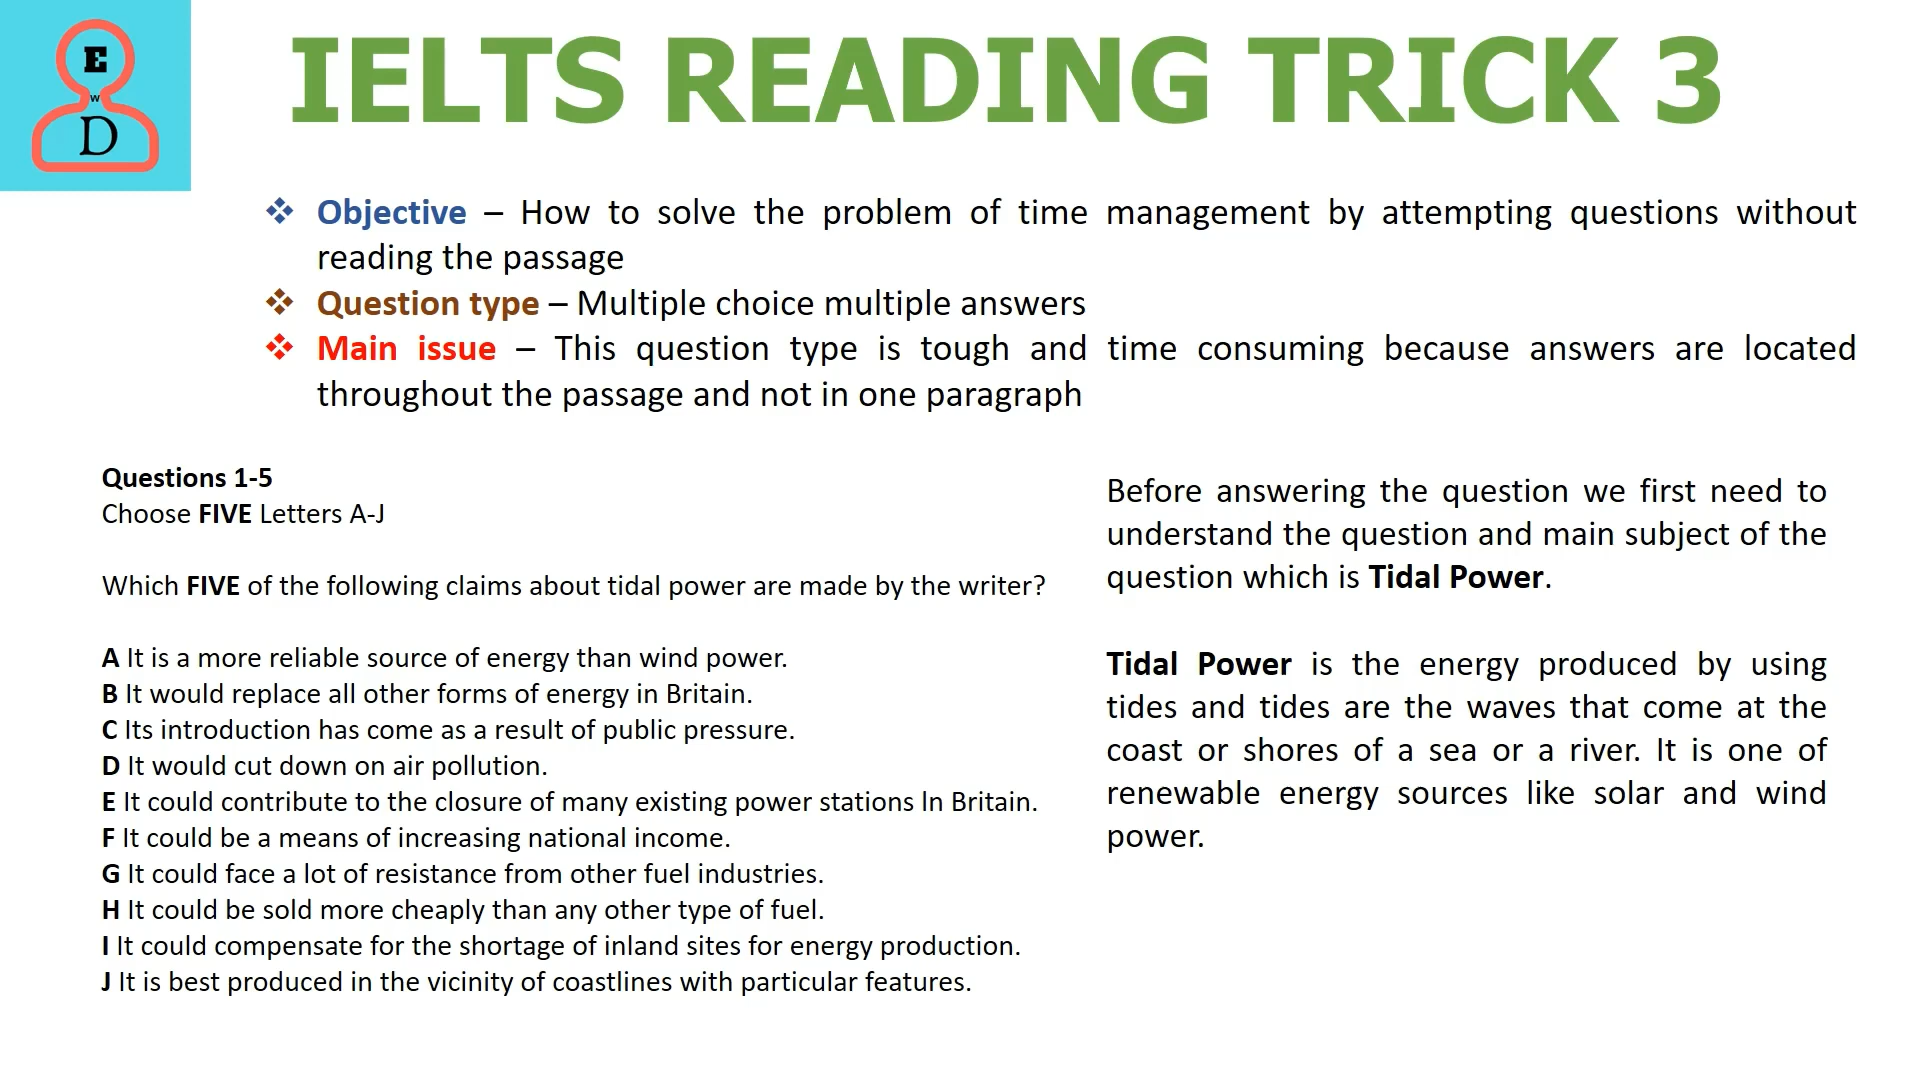 E
W
D
IELTS READING TRICK 3
❖ Objective – How to solve the problem of time management by attempting questions without
reading the passage
❖ Question type – Multiple choice multiple answers
❖ Main issue – This question type is tough and time consuming because answers are located
throughout the passage and not in one paragraph
Questions 1-5
Choose FIVE Letters A-J
Which FIVE of the following claims about tidal power are made by the writer?
A It is a more reliable source of energy than wind power.
B It would replace all other forms of energy in Britain.
C Its introduction has come as a result of public pressure.
D It would cut down on air pollution.
E It could contribute to the closure of many existing power stations ln Britain.
F It could be a means of increasing national income.
G It could face a lot of resistance from other fuel industries.
H It could be sold more cheaply than any other type of fuel.
I It could compensate for the shortage of inland sites for energy production.
J It is best produced in the vicinity of coastlines with particular features.
Before answering the question we first need to
understand the question and main subject of the
question which is Tidal Power.
Tidal Power is the energy produced by using
tides and tides are the waves that come at the
coast or shores of a sea or a river. It is one of
renewable energy sources like solar and wind
power.